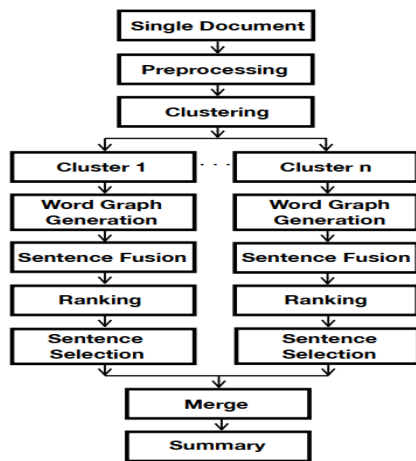 Single Document
Preprocessing
Clustering
Cluster 1 . . . Cluster n
Word Graph
Generation
Word Graph
Generation
Sentence Fusion
Sentence Fusion
Ranking
Ranking
Sentence
Selection
Sentence
Selection
Merge
Summary